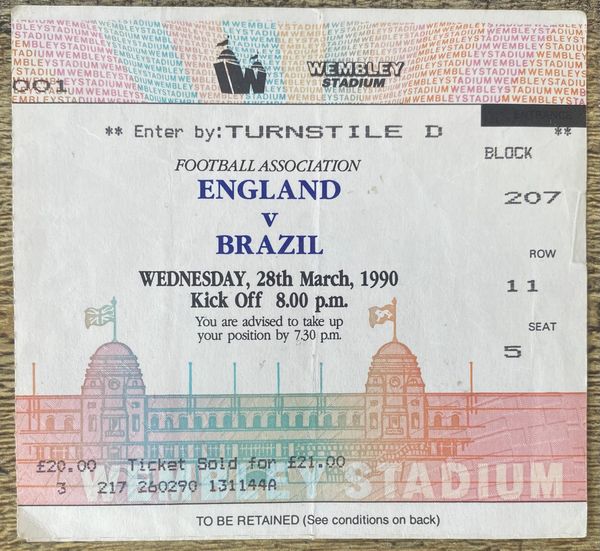 001
WEMBLEY
STADIUM
ENTRANCE
** Enter by:TURNSTILE D **
BLOCK
FOOTBALL ASSOCIATION
ENGLAND
207
v
BRAZIL
ROW
WEDNESDAY, 28th March, 1990
11
Kick Off 8.00 p.m.
You are advised to take up
SEAT
your position by 7.30 p.m.
5
£20.00 Ticket Sold for £21.00
WEMBLEY STADIUM
3 217 260290 131144A
TO BE RETAINED (See conditions on back)